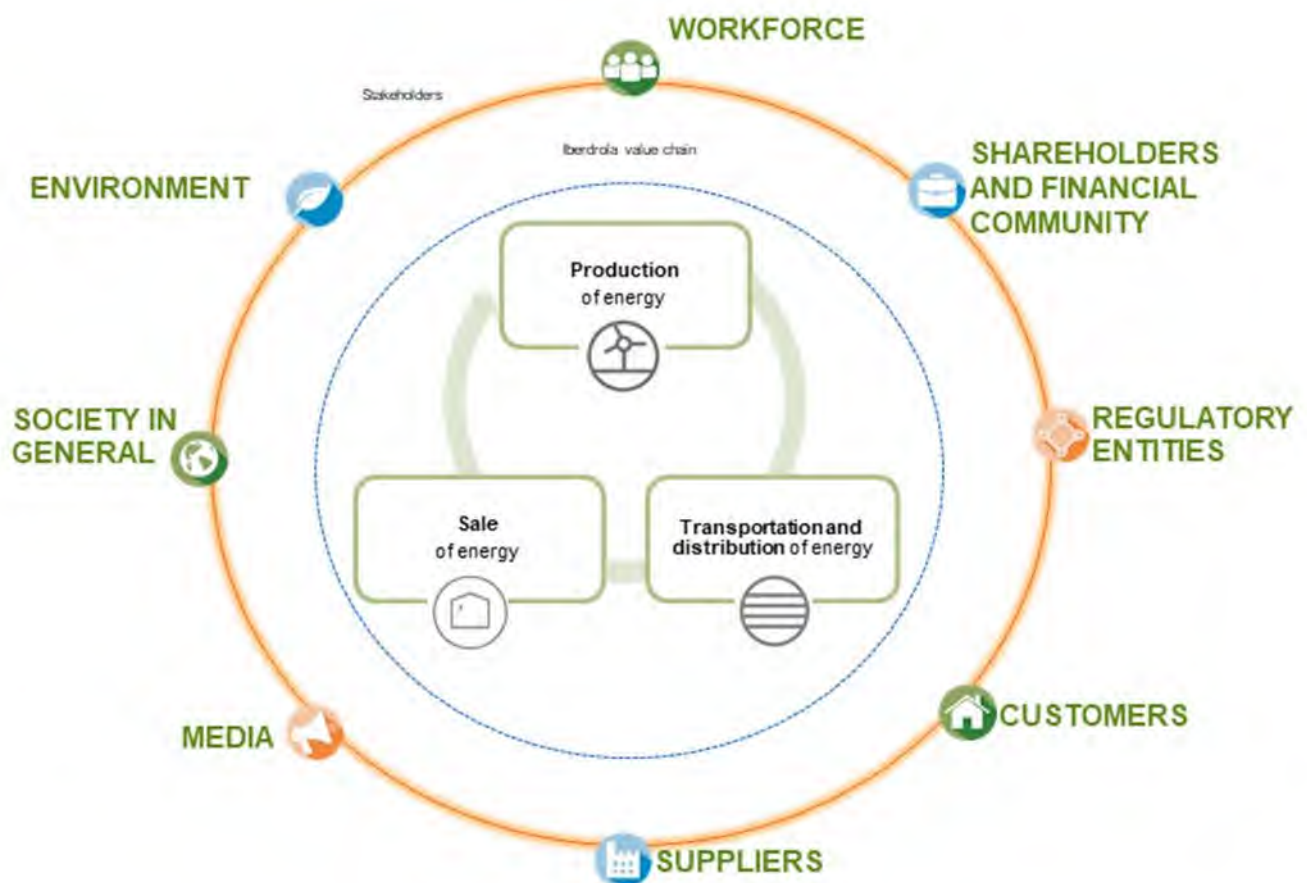 WORKFORCE
Stakeholders
Iberdrola value chain
SHAREHOLDERS
AND FINANCIAL
COMMUNITY
ENVIRONMENT
Production
of energy
SOCIETY IN
GENERAL
REGULATORY
ENTITIES
Sale
of energy
Transportation and
distribution of energy
MEDIA
CUSTOMERS
SUPPLIERS